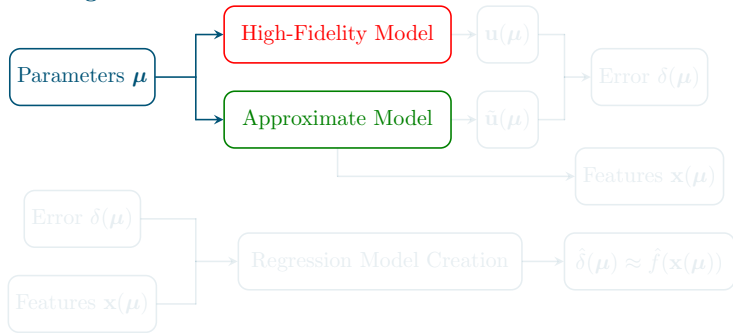 High-Fidelity Model
u(μ)
Parameters μ
Error δ(μ)
Approximate Model
ũ(μ)
Features x(μ)
Error δ(μ)
Regression Model Creation
δ̂(μ) ≈ f̂(x(μ))
Features x(μ)